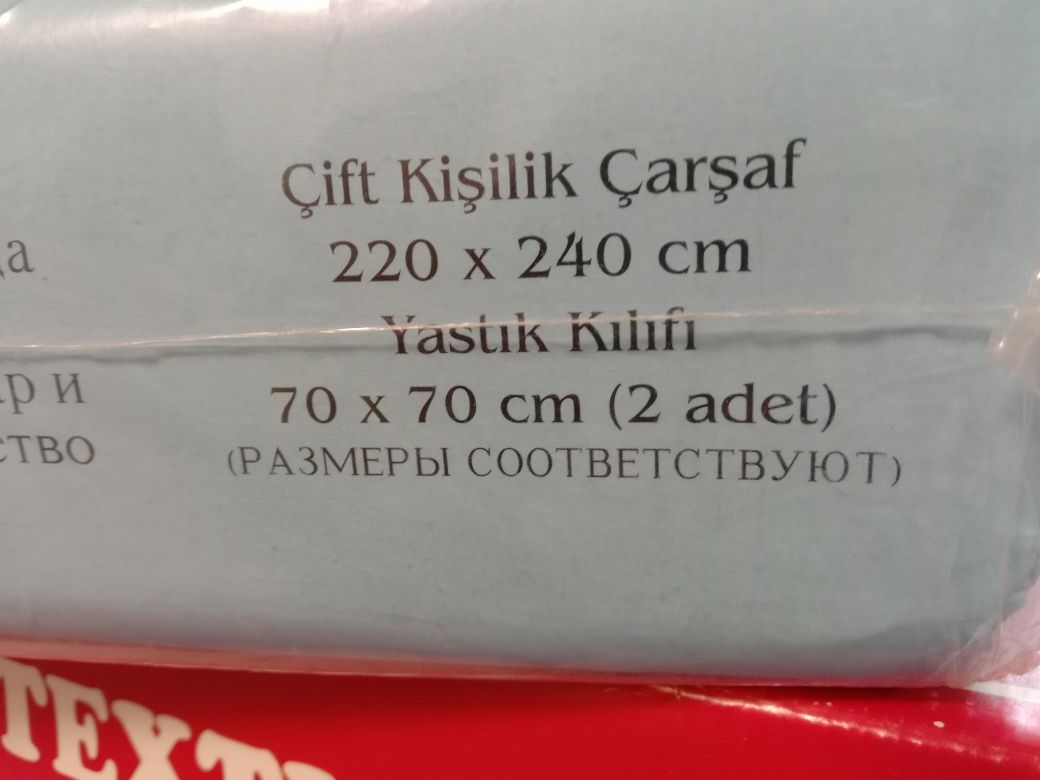 Çift Kişilik Çarşaf
220 x 240 cm
Yastık Kılıfı
70 x 70 cm (2 adet)
(РАЗМЕРЫ СООТВЕТСТВУЮТ)